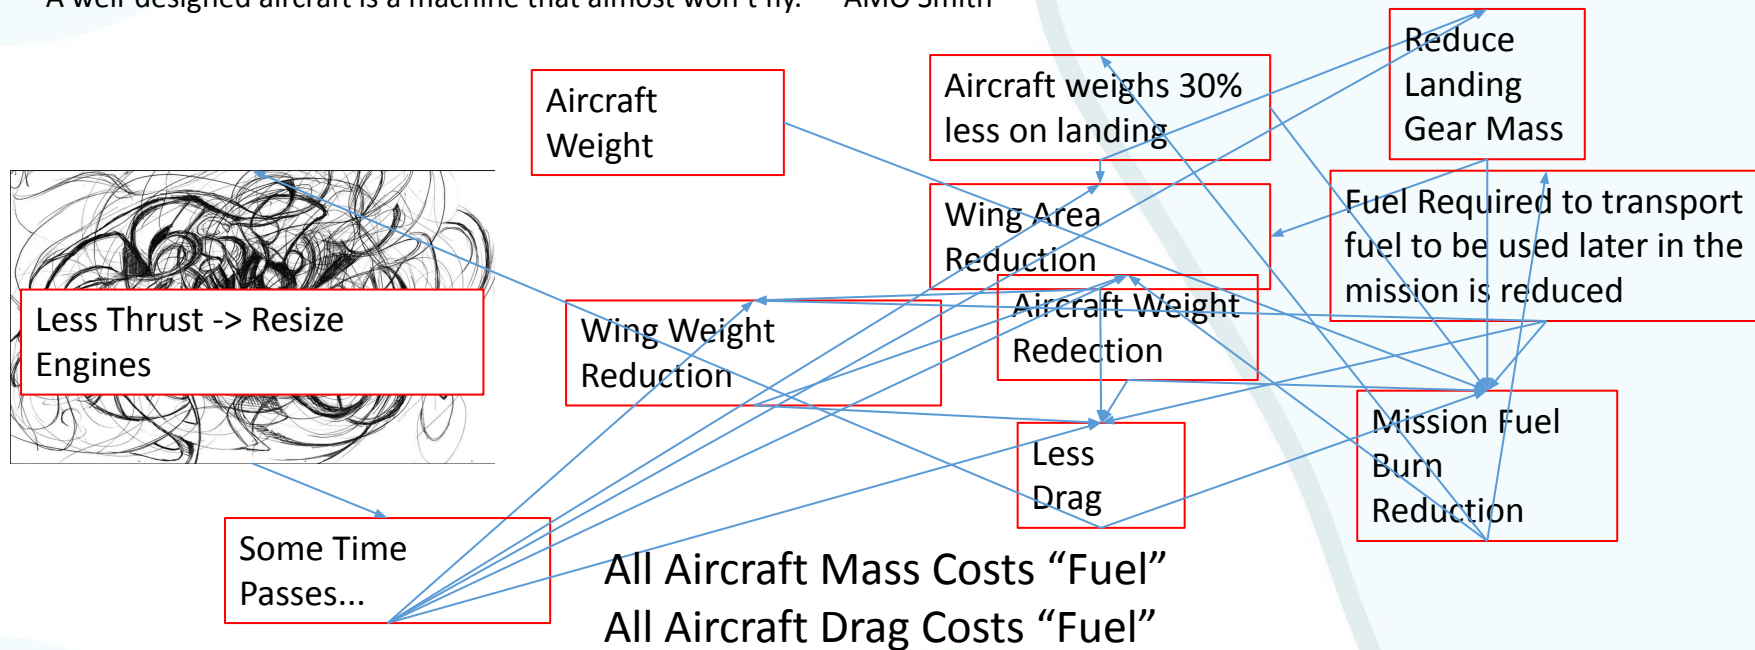 "A well designed aircraft is a machine that almost won't fly." – AMO Smith
Aircraft
Weight
Aircraft weighs 30%
less on landing
Reduce
Landing
Gear Mass
Wing Area
Reduction
Fuel Required to transport
fuel to be used later in the
mission is reduced
Less Thrust -> Resize
Engines
Wing Weight
Reduction
Aircraft Weight
Redection
Less
Drag
Mission Fuel
Burn
Reduction
Some Time
Passes...
All Aircraft Mass Costs “Fuel”
All Aircraft Drag Costs “Fuel”